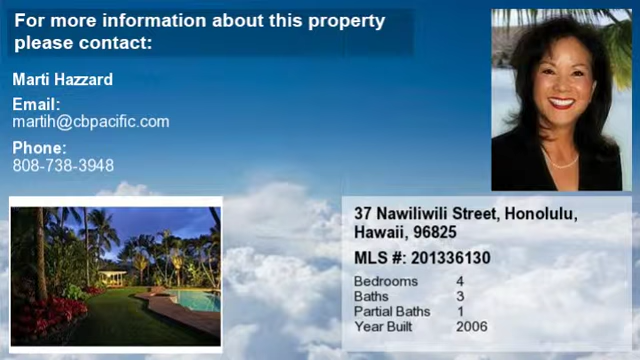 For more information about this property
please contact:
Marti Hazzard
Email:
martih@cbpacific.com
Phone:
808-738-3948
37 Nawiliwili Street, Honolulu,
Hawaii, 96825
MLS #: 201336130
Bedrooms 4
Baths 3
Partial Baths 1
Year Built 2006